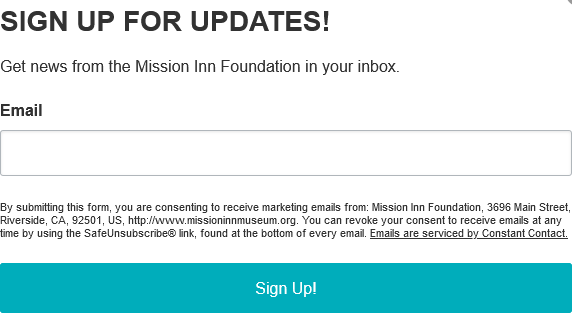 SIGN UP FOR UPDATES!
Get news from the Mission Inn Foundation in your inbox.
Email
By submitting this form, you are consenting to receive marketing emails from: Mission Inn Foundation, 3696 Main Street,
Riverside, CA, 92501, US, http://www.missioninnmuseum.org. You can revoke your consent to receive emails at any
time by using the SafeUnsubscribe® link, found at the bottom of every email. Emails are serviced by Constant Contact.
Sign Up!